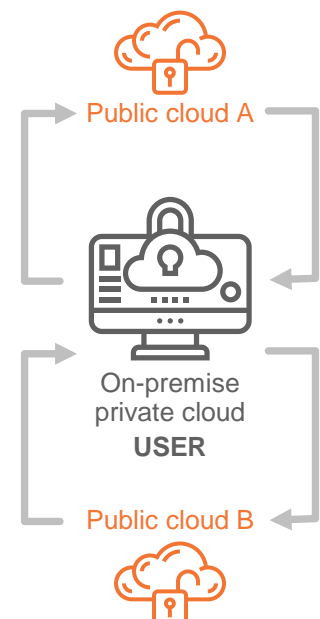 Public cloud A
On-premise
private cloud
USER
Public cloud B